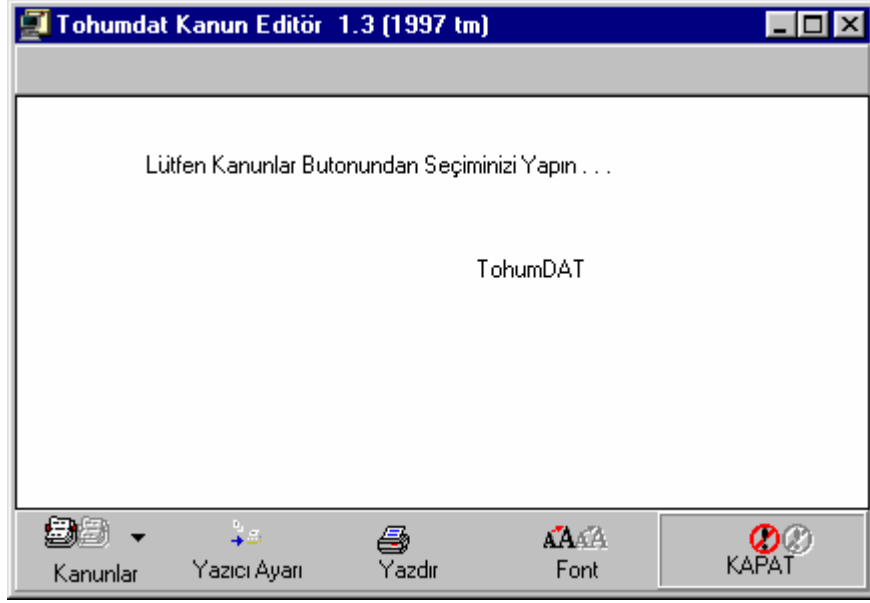 Tohumdat Kanun Editör 1.3 (1997 tm)
Lütfen Kanunlar Butonundan Seçiminizi Yapın . . .
TohumDAT
Kanunlar Yazıcı Ayarı Yazdır Font KAPAT